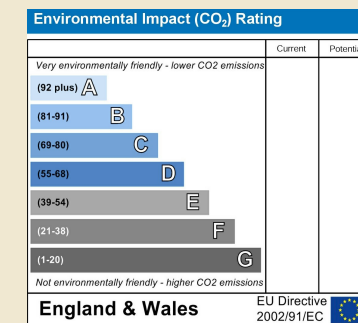 Environmental Impact (CO₂) Rating
Current
Very environmentally friendly - lower CO2 emissions
(92 plus) A
(81-91) B
(69-80) C
(55-68) D
(39-54) E
(21-38) F
(1-20) G
Not environmentally friendly - higher CO2 emissions
England & Wales
EU Directive
2002/91/EC